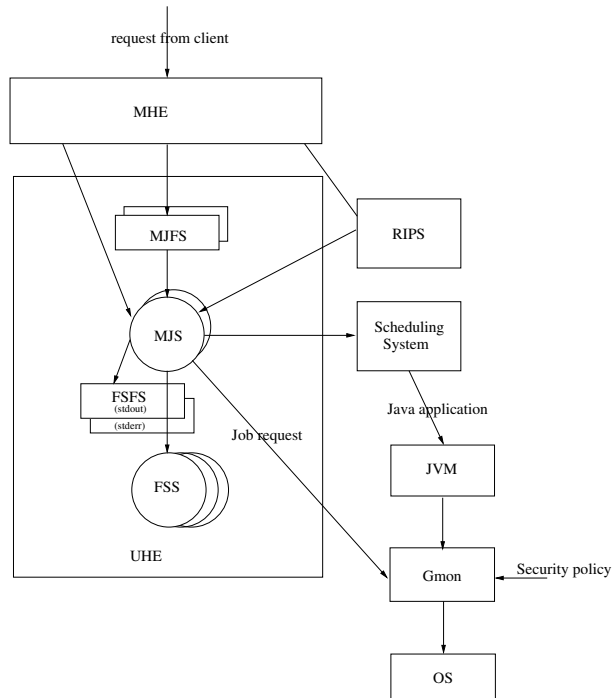 request from client
MHE
MJFS
RIPS
MJS
Scheduling
System
FSFS
(stdout)
(stderr)
Java application
Job request
JVM
FSS
UHE
Gmon
Security policy
OS